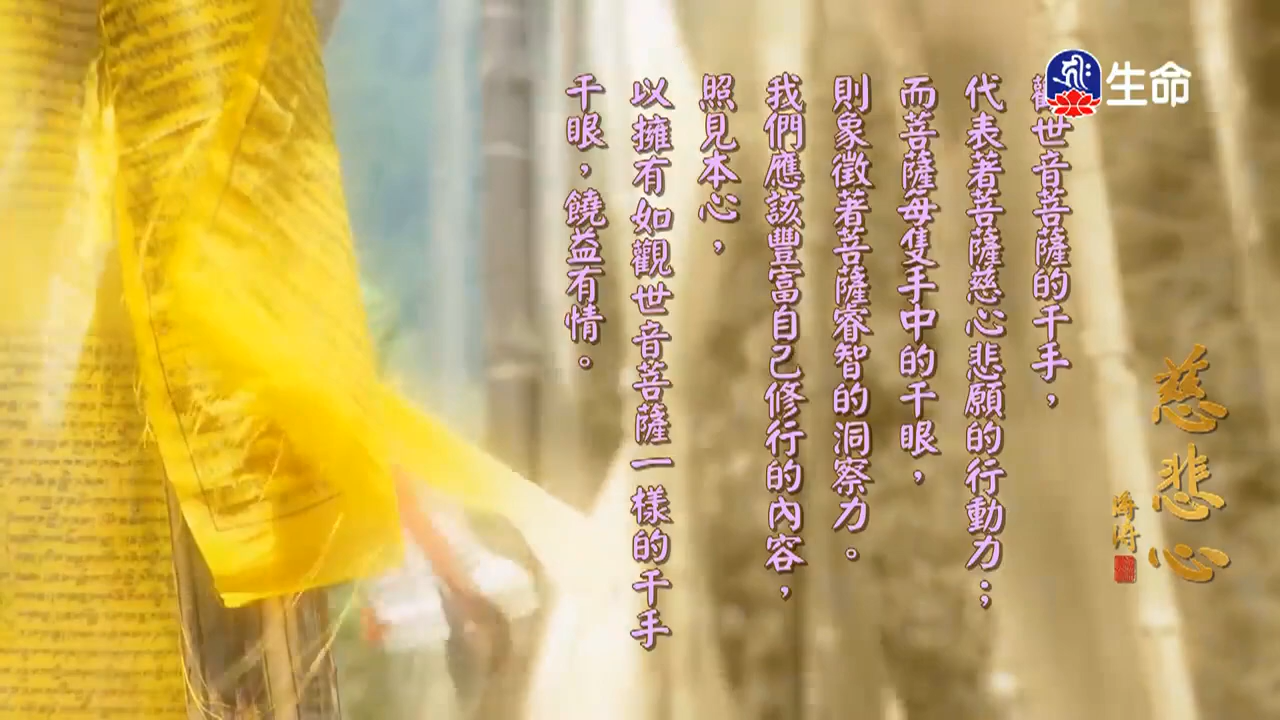 生命
觀世音菩薩的千手，
代表著菩薩慈心悲願的行動力；
而菩薩每隻手中的千眼，
則象徵著菩薩睿智的洞察力。
我們應該豐富自己修行的內容，
照見本心，
以擁有如觀世音菩薩一樣的千手
千眼，饒益有情。
慈悲心